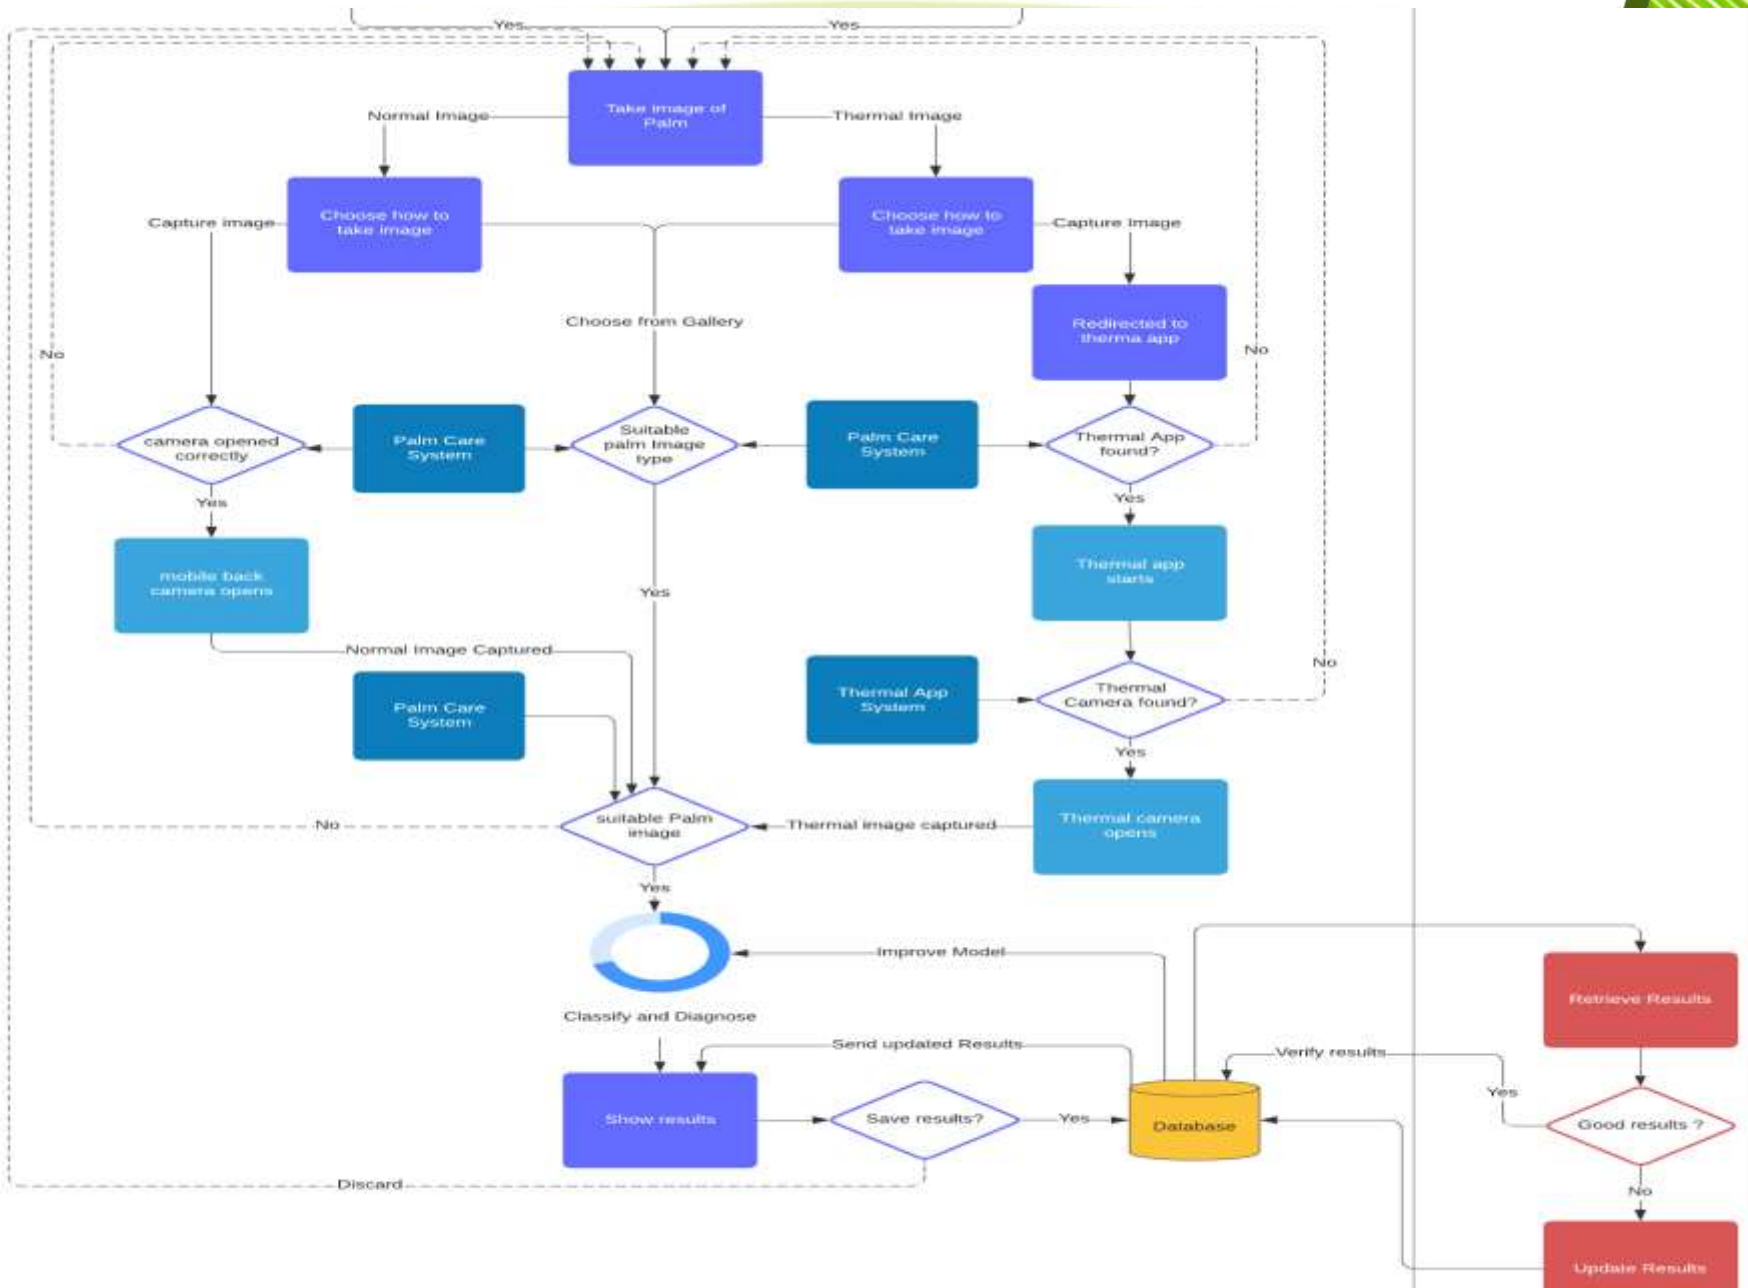 Yes
Yes
Take image of
Palm
Normal Image
Thermal Image
Choose how to
take image
Choose how to
take image
Capture image
Capture Image
Redirected to
therma app
Choose from Gallery
No
No
camera opened
correctly
Palm Care
System
Suitable
palm Image
type
Palm Care
System
Thermal App
found?
Yes
Yes
mobile back
camera opens
Thermal app
starts
Yes
Normal Image Captured
No
Palm Care
System
Thermal App
System
Thermal
Camera found?
Yes
No
suitable Palm
image
Thermal image captured
Thermal camera
opens
Yes
Improve Model
Retrieve Results
Classify and Diagnose
Send updated Results
Verify results
Yes
Show results
Save results?
Yes
Database
Good results ?
Discard
No
Update Results